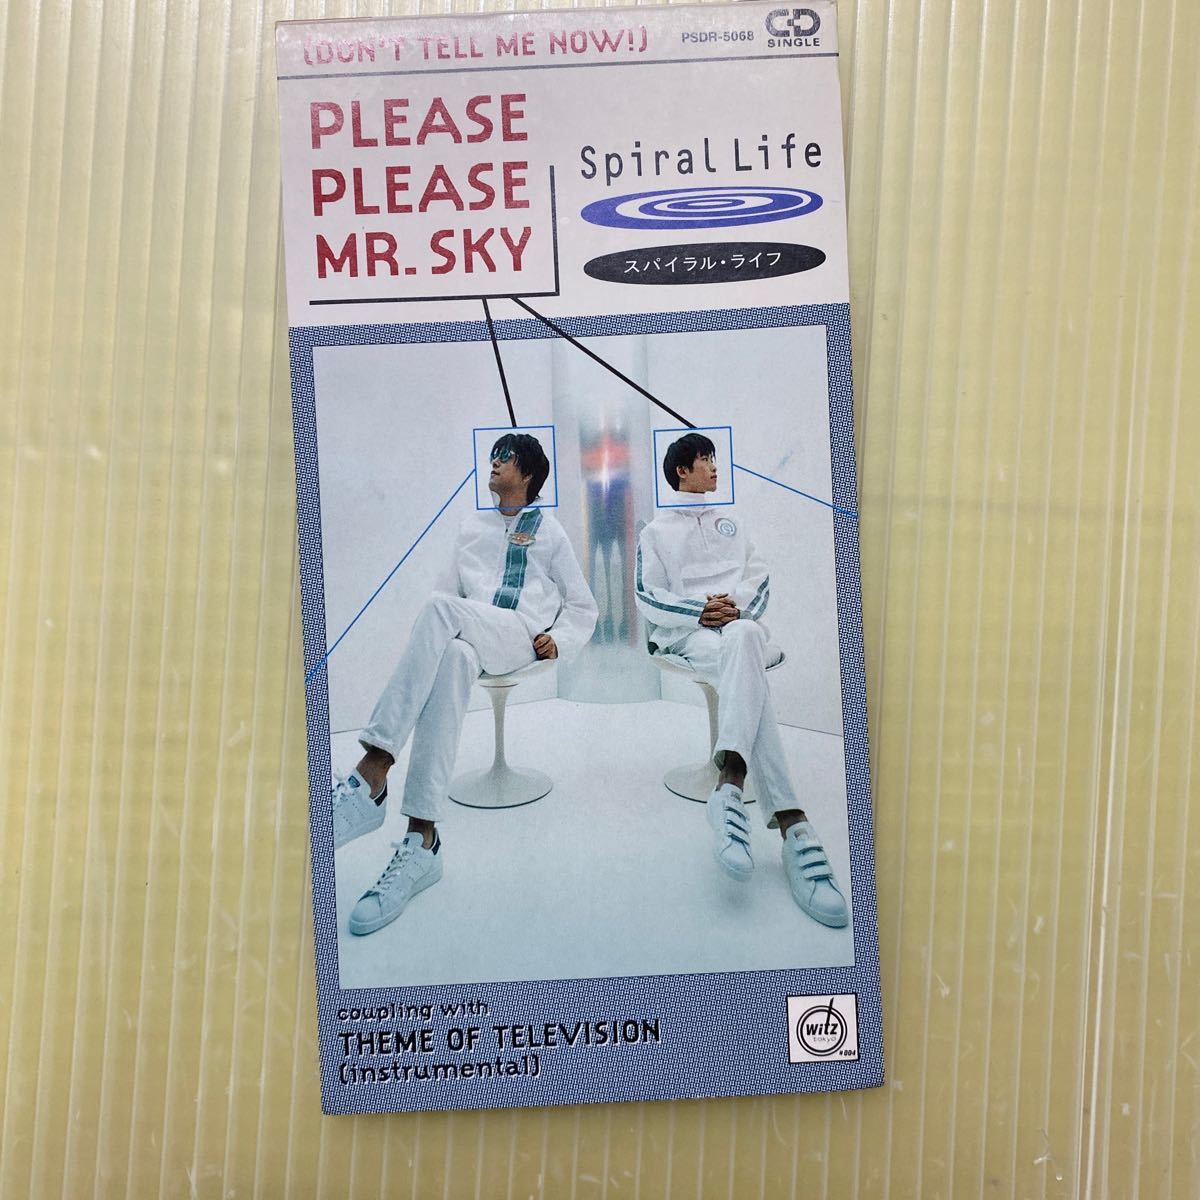 (DON'T TELL ME NOW!)
PSDR-5068
CD
SINGLE
PLEASE
PLEASE
MR. SKY
Spiral Life
スパイラル・ライフ
coupling with
THEME OF TELEVISION
(instrumental)
witz
tokyo
#004